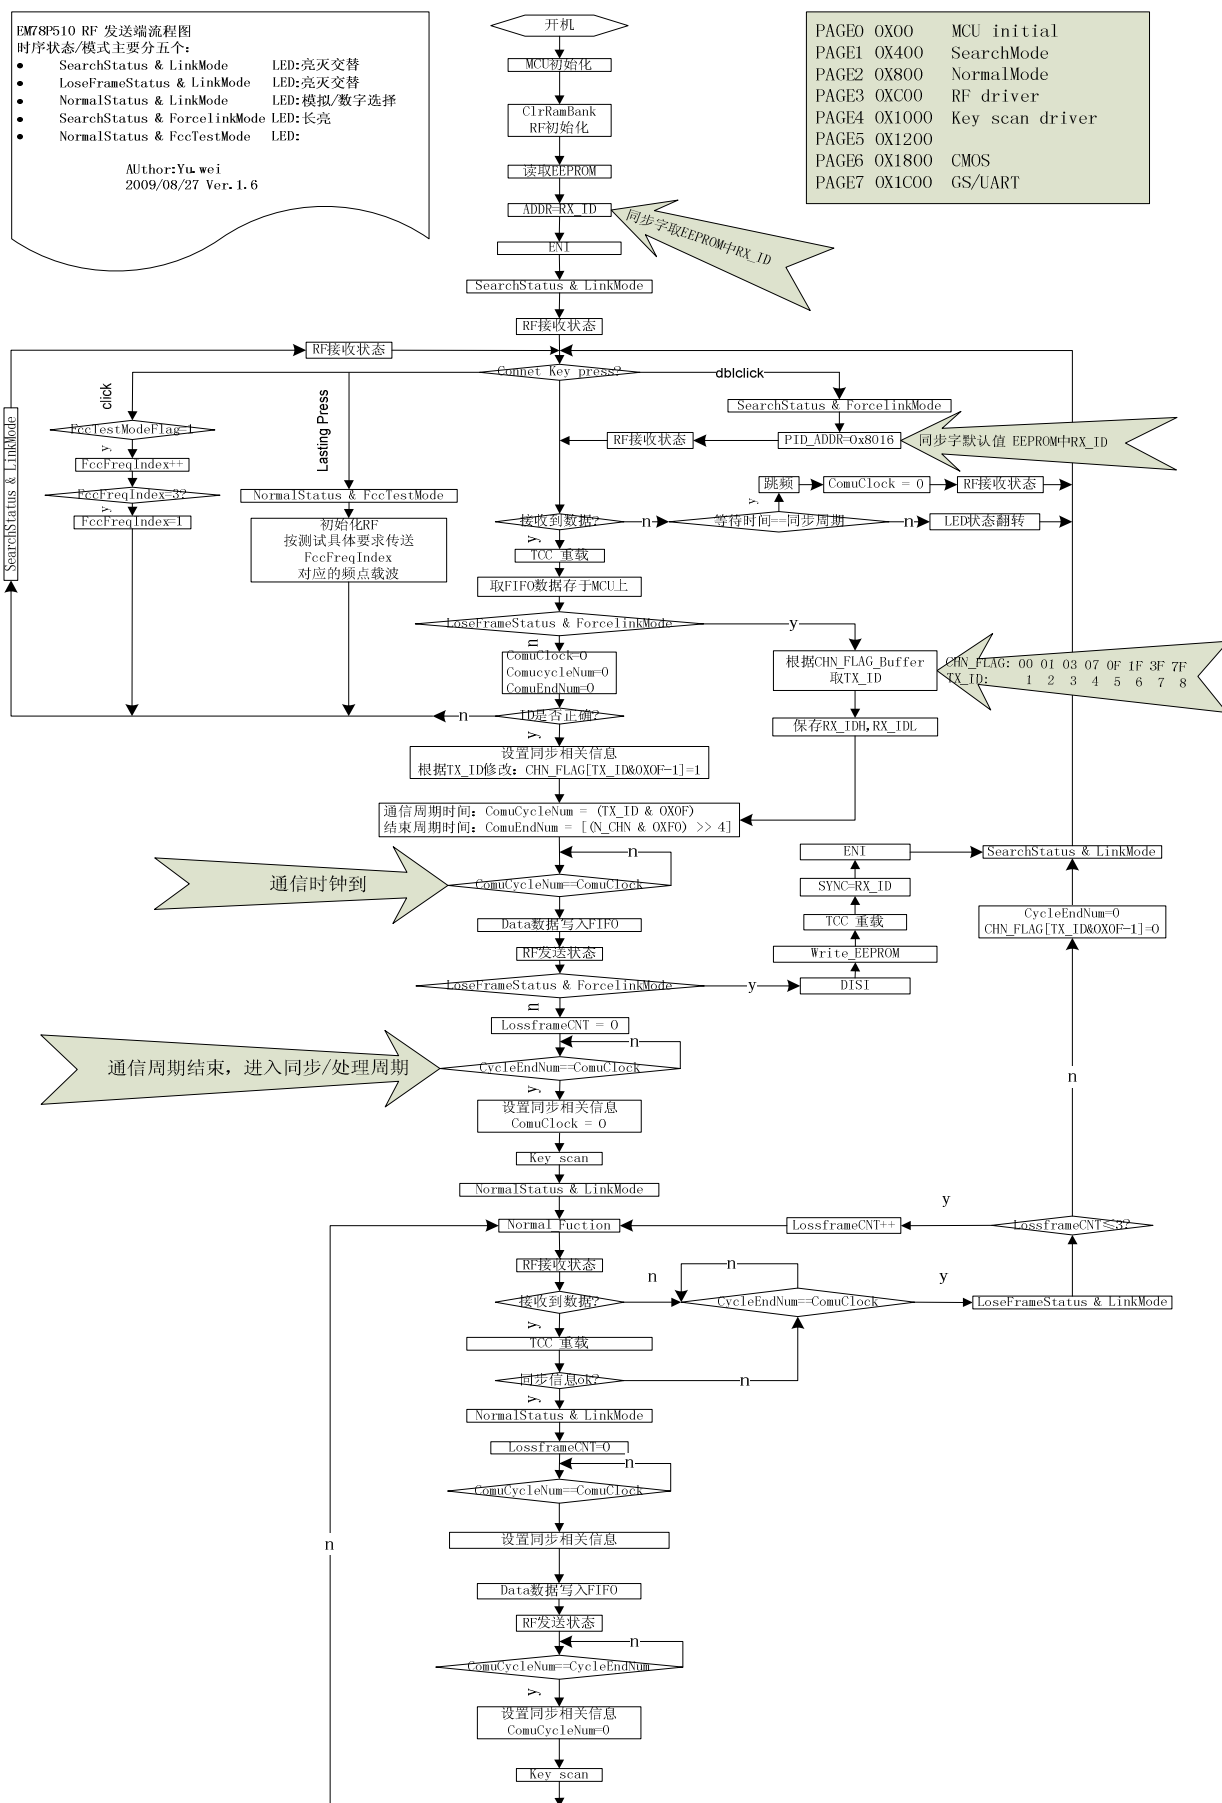 EM78P510 RF 发送端流程图
时序状态/模式主要分五个:
● SearchStatus & LinkMode LED:亮灭交替
● LoseFrameStatus & LinkMode LED:亮灭交替
● NormalStatus & LinkMode LED:模拟/数字选择
● SearchStatus & ForcelinkMode LED:长亮
● NormalStatus & FccTestMode LED:
AUthor:Yu.wei
2009/08/27 Ver.1.6
PAGE0 0X00 MCU initial
PAGE1 0X400 SearchMode
PAGE2 0X800 NormalMode
PAGE3 0XC00 RF driver
PAGE4 0X1000 Key scan driver
PAGE5 0X1200
PAGE6 0X1800 CMOS
PAGE7 0X1C00 GS/UART
开机
MCU初始化
ClrRamBank
RF初始化
读取EEPROM
ADDR=RX_ID
同步字取EEPROM中RX_ID
ENI
SearchStatus & LinkMode
RF接收状态
RF接收状态
Connet Key press?
click
Lasting Press
dblclick
SearchStatus & LinkMode
FccTestModeFlag=1
y
FccFreqIndex++
FccFreqIndex=3?
y
FccFreqIndex=1
NormalStatus & FccTestMode
初始化RF
按测试具体要求传送
FccFreqIndex
对应的频点载波
SearchStatus & ForcelinkMode
PID_ADDR=0x8016
RF接收状态
同步字默认值 EEPROM中RX_ID
跳频
ComuClock = 0
RF接收状态
y
接收到数据?
n
等待时间==同步周期
n
LED状态翻转
y
TCC 重载
取FIFO数据存于MCU上
LoseFrameStatus & ForcelinkMode
y
n
ComuClock=0
ComucycleNum=0
ComuEndNum=0
根据CHN_FLAG_Buffer
取TX_ID
CHN_FLAG: 00 01 03 07 0F 1F 3F 7F
TX_ID: 1 2 3 4 5 6 7 8
保存RX_IDH,RX_IDL
n
ID是否正确?
y
设置同步相关信息
根据TX_ID修改: CHN_FLAG[TX_ID&0X0F-1]=1
通信周期时间: ComuCycleNum = (TX_ID & 0X0F)
结束周期时间: ComuEndNum = [(N_CHN & 0XF0) >> 4]
n
通信时钟到
ComuCycleNum==ComuClock
Data数据写入FIFO
RF发送状态
LoseFrameStatus & ForcelinkMode
y
DISI
Write_EEPROM
TCC 重载
SYNC=RX_ID
ENI
SearchStatus & LinkMode
CycleEndNum=0
CHN_FLAG[TX_ID&0X0F-1]=0
n
n
LossframeCNT = 0
n
通信周期结束, 进入同步/处理周期
CycleEndNum==ComuClock
y
设置同步相关信息
ComuClock = 0
Key scan
NormalStatus & LinkMode
Normal_Fuction
LossframeCNT++
y
LossframeCNT≤3?
RF接收状态
n
n
y
接收到数据?
CycleEndNum==ComuClock
LoseFrameStatus & LinkMode
y
TCC 重载
同步信息ok?
n
y
NormalStatus & LinkMode
LossframeCNT=0
n
ComuCycleNum==ComuClock
n
设置同步相关信息
Data数据写入FIFO
RF发送状态
n
ComuCycleNum==CycleEndNum
y
设置同步相关信息
ComuCycleNum=0
Key scan